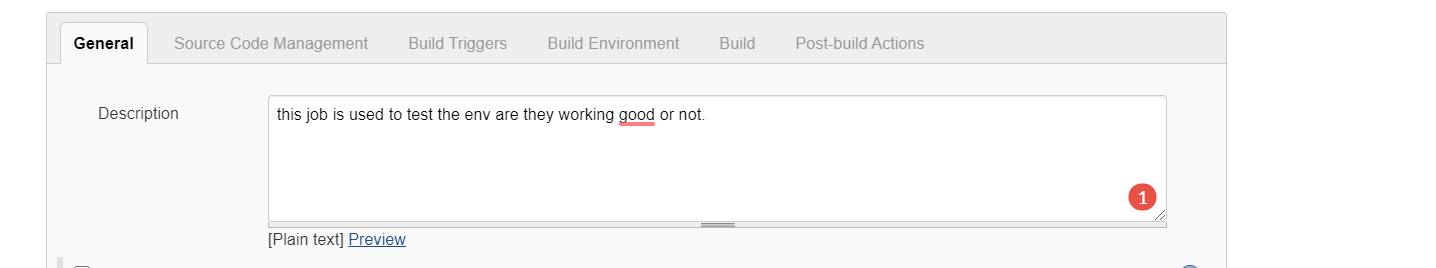 General Source Code Management Build Triggers Build Environment Build Post-build Actions
Description this job is used to test the env are they working good or not.
1
[Plain text] Preview